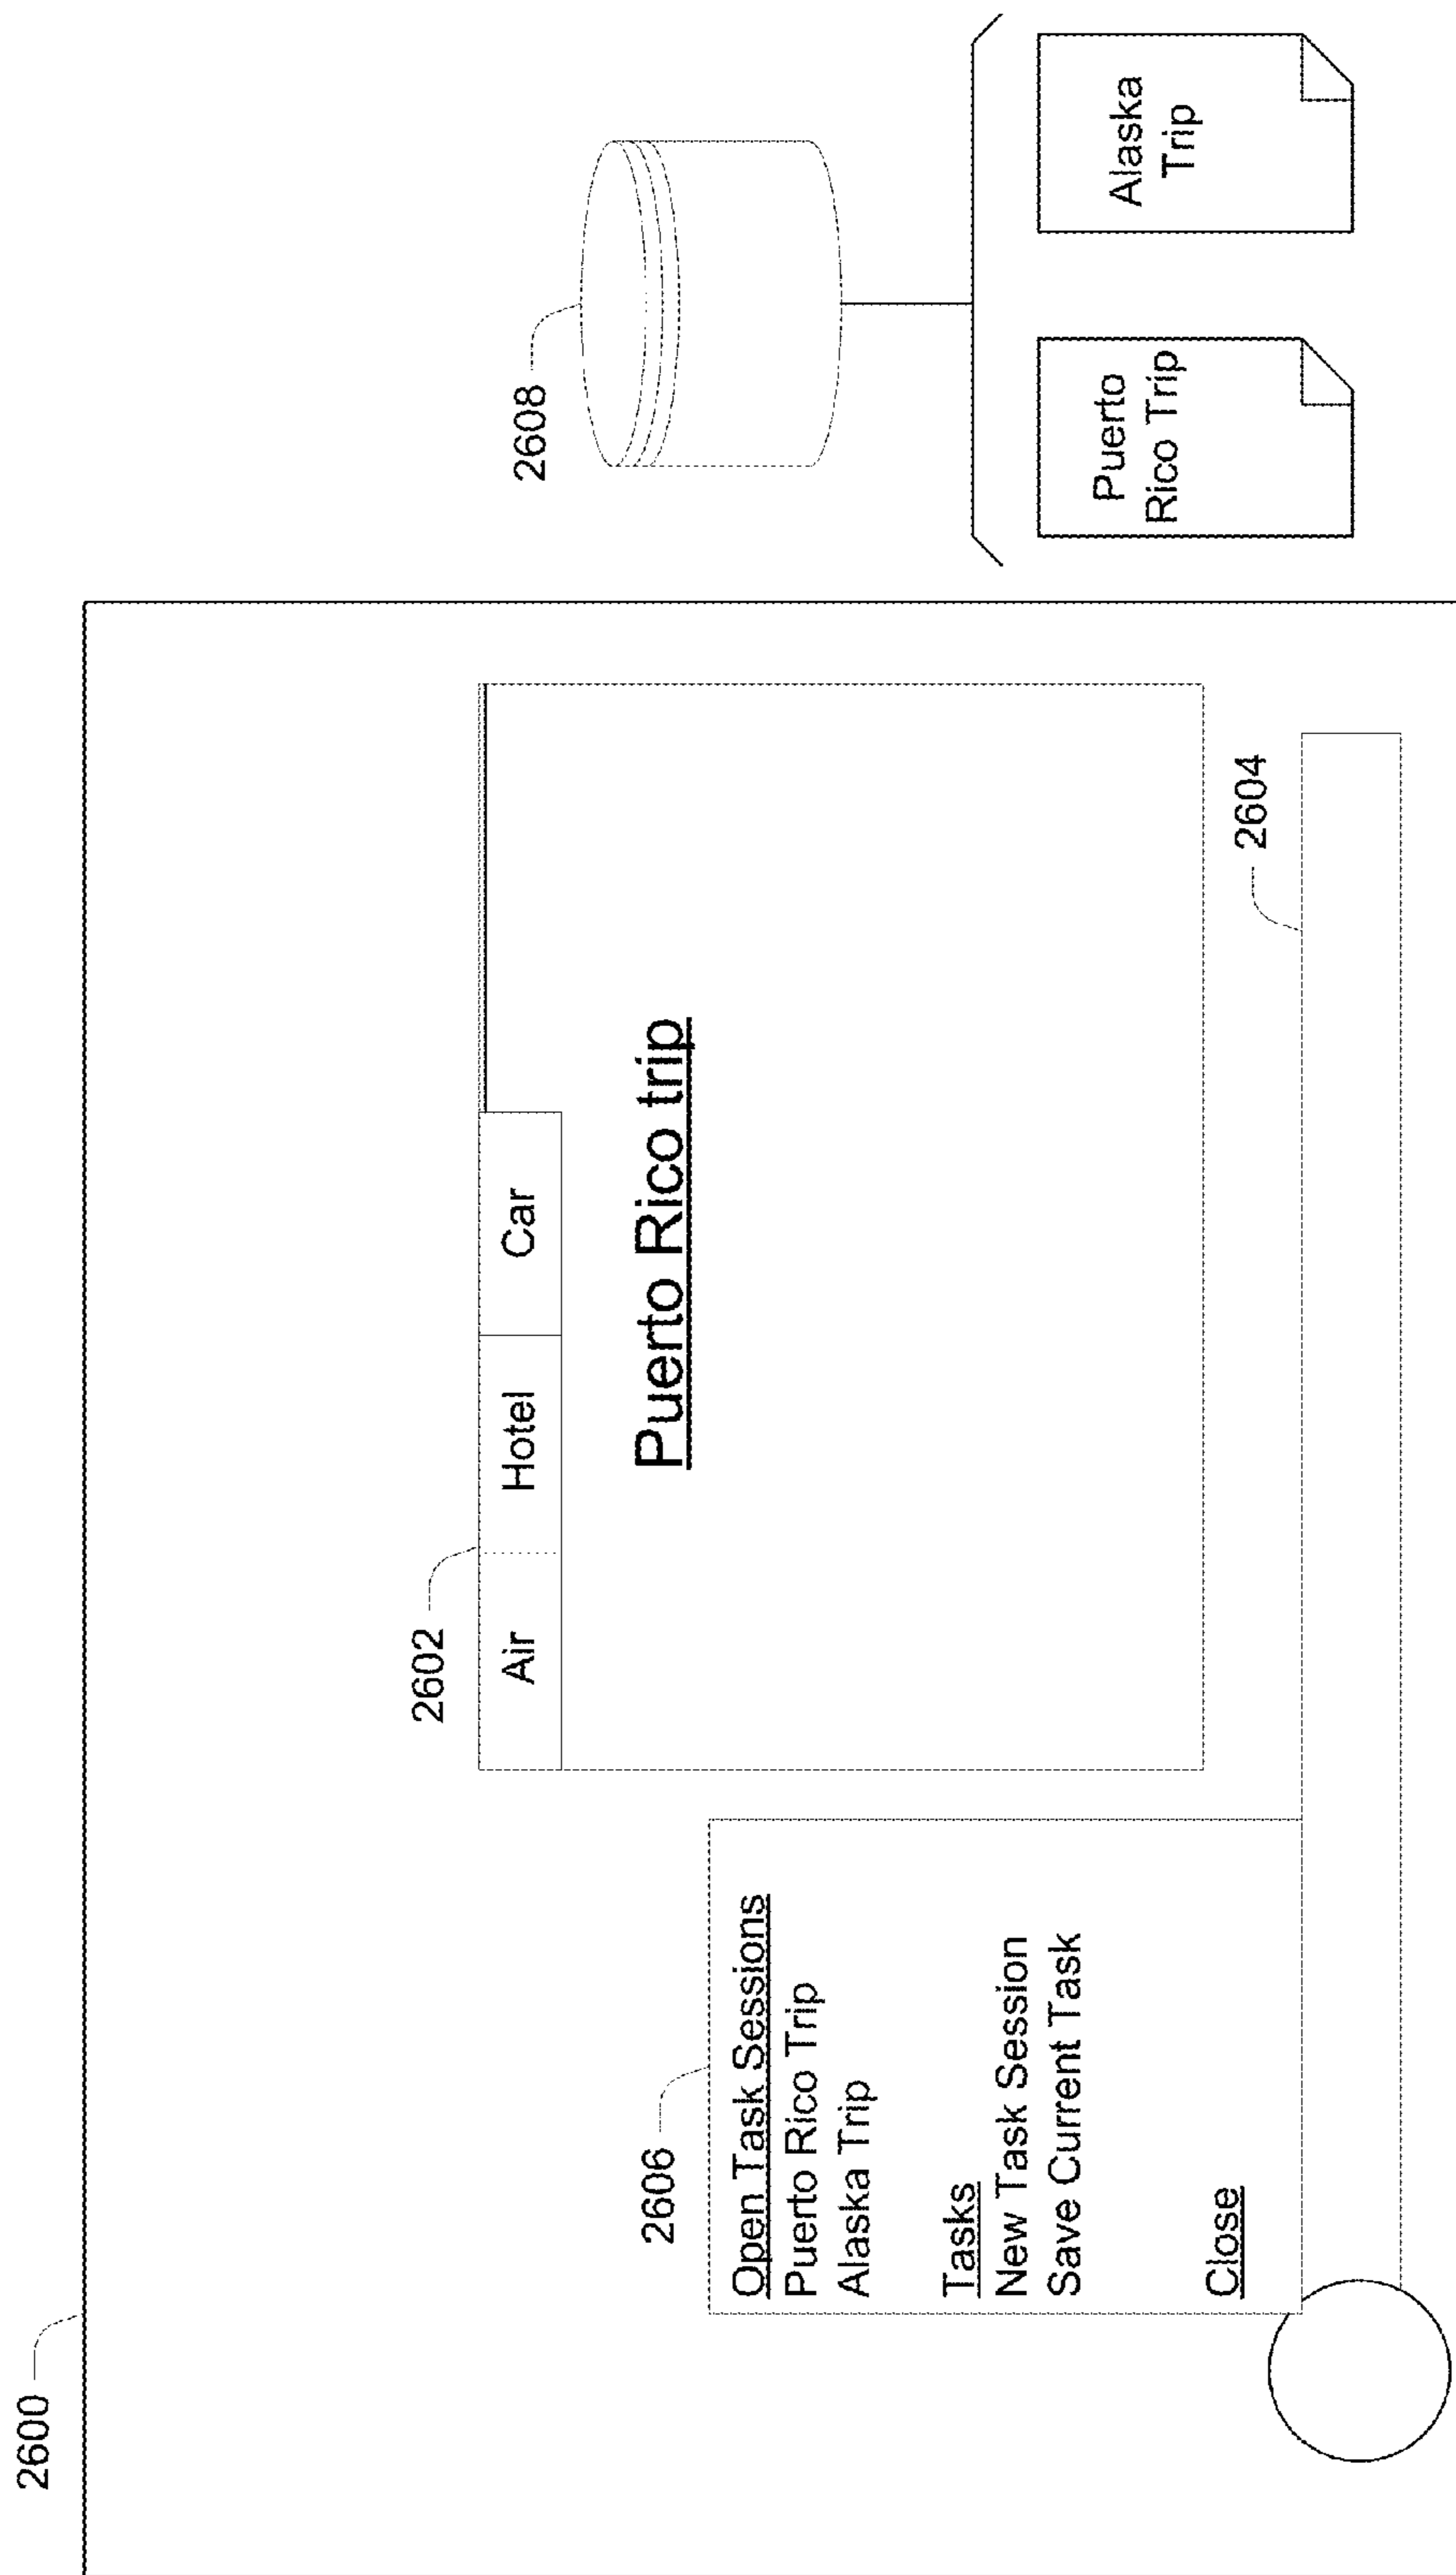 2600
2602
Air
Hotel
Car
Puerto Rico trip
2606
Open Task Sessions
Puerto Rico Trip
Alaska Trip
Tasks
New Task Session
Save Current Task
Close
2604
2608
Puerto
Rico Trip
Alaska
Trip